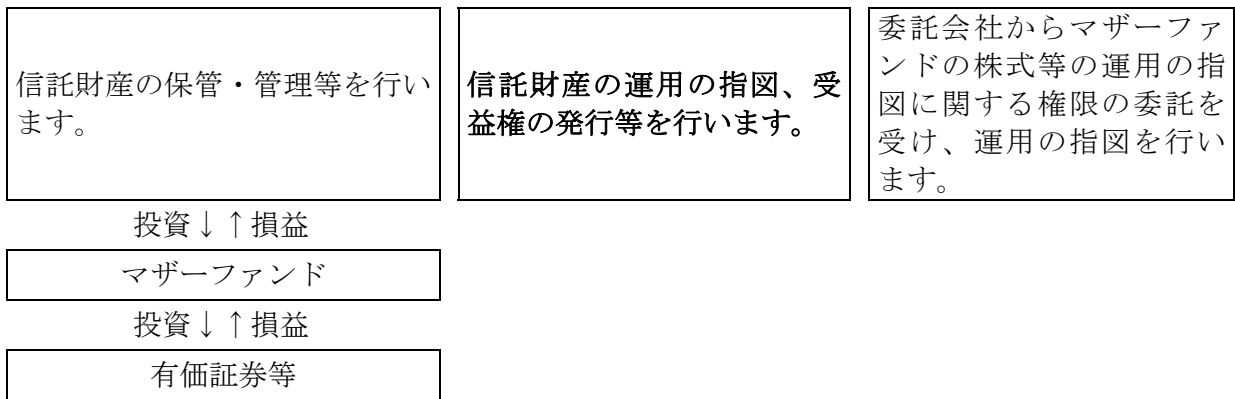 信託財産の保管・管理等を行い
ます。
信託財産の運用の指図、受
益権の発行等を行います。
委託会社からマザーファ
ンドの株式等の運用の指
図に関する権限の委託を
受け、運用の指図を行い
ます。
投資↓↑損益
マザーファンド
投資↓↑損益
有価証券等